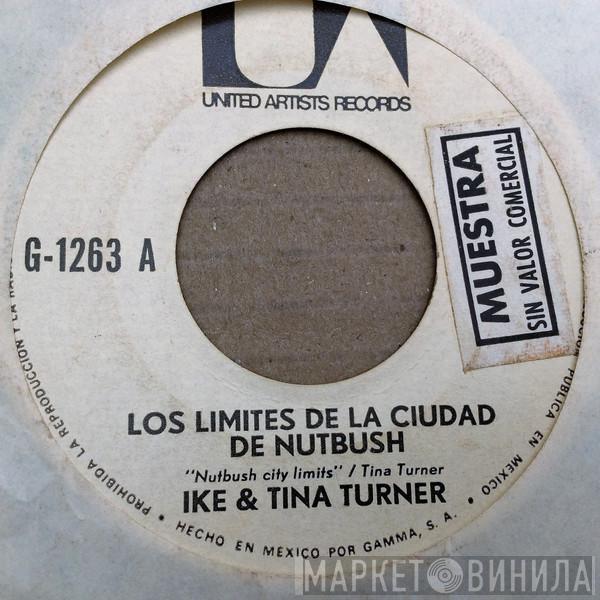 UA
UNITED ARTISTS RECORDS
G-1263 A
MUESTRA
SIN VALOR COMERCIAL
LOS LIMITES DE LA CIUDAD
DE NUTBUSH
"Nutbush city limits" / Tina Turner
IKE & TINA TURNER
PROHIBIDA LA REPRODUCCION Y LA
PUBLICA EN MEXICO
• HECHO EN MEXICO POR GAMMA, S. A. •
МАРКЕТ ВИНИЛА